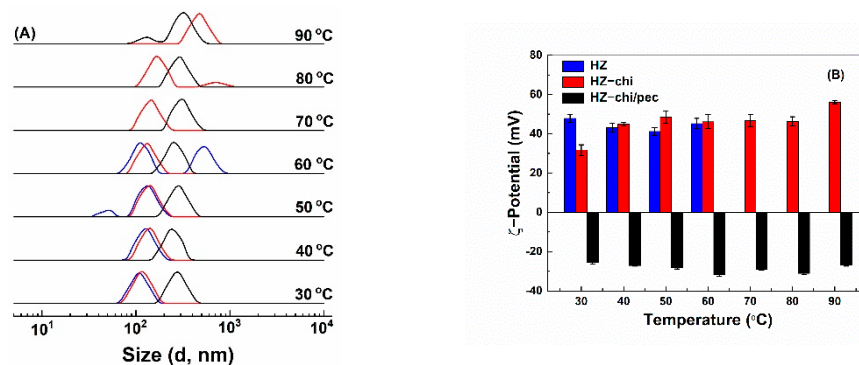 (A)
90 °C
80 °C
70 °C
60 °C
50 °C
40 °C
30 °C
10¹ 10² 10³ 10⁴
Size (d, nm)
(B)
HZ
HZ−chi
HZ−chi/pec
80
60
40
20
0
-20
-40
ζ−Potential (mV)
30 40 50 60 70 80 90
Temperature (°C)